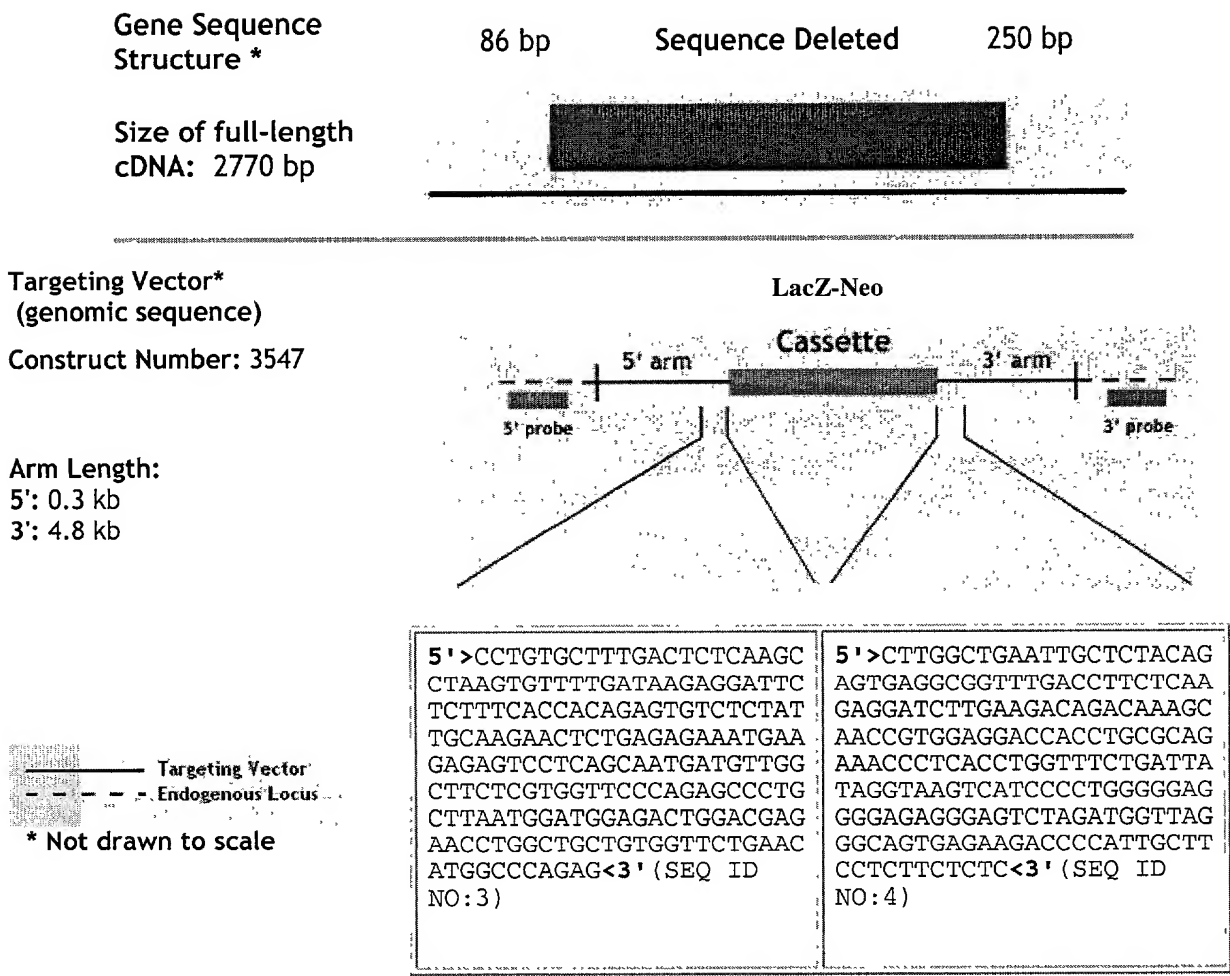 Gene Sequence
Structure *
86 bp
Sequence Deleted
250 bp
Size of full-length
cDNA: 2770 bp
Targeting Vector*
(genomic sequence)
Construct Number: 3547
Arm Length:
5': 0.3 kb
3': 4.8 kb
LacZ-Neo
Cassette
5' arm
3' arm
5' probe
3' probe
5'>CCTGTGCTTTGACTCTCAAGC
CTAAGTGTTTTGATAAGAGGATTC
TCTTTCACCACAGAGTGTCTCTAT
TGCAAGAACTCTGAGAGAAATGAA
GAGAGTCCTCAGCAATGATGTTGG
CTTCTCGTGGTTCCCAGAGCCCTG
CTTAATGGATGGAGACTGGACGAG
AACCTGGCTGCTGTGGTTCTGAAC
ATGGCCCAGAG<3'(SEQ ID
NO:3)
5'>CTTGGCTGAATTGCTCTACAG
AGTGAGGCGGTTTGACCTTCTCAA
GAGGATCTTGAAGACAGACAAAGC
AACCGTGGAGGACCACCTGCGCAG
AAACCCTCACCTGGTTTCTGATTA
TAGGTAAGTCATCCCCTGGGGGAG
GGGAGAGGGAGTCTAGATGGTTAG
GGCAGTGAGAAGACCCCATTGCTT
CCTCTTCTCTC<3'(SEQ ID
NO:4)
Targeting Vector
Endogenous Locus
* Not drawn to scale